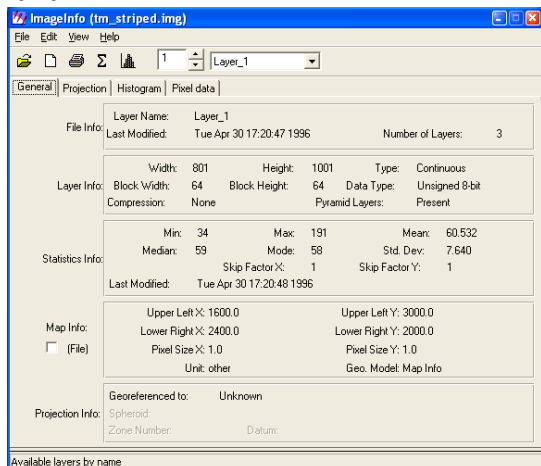 ImageInfo (tm_striped.img)
File Edit View Help
Σ 1 Layer_1
General Projection Histogram Pixel data
File Info:
Layer Name: Layer_1
Last Modified: Tue Apr 30 17:20:47 1996 Number of Layers: 3
Layer Info:
Width: 801 Height: 1001 Type: Continuous
Block Width: 64 Block Height: 64 Data Type: Unsigned 8-bit
Compression: None Pyramid Layers: Present
Statistics Info:
Min: 34 Max: 191 Mean: 60.532
Median: 59 Mode: 58 Std. Dev: 7.640
Skip Factor X: 1 Skip Factor Y: 1
Last Modified: Tue Apr 30 17:20:48 1996
Map Info:
(File)
Upper Left X: 1600.0 Upper Left Y: 3000.0
Lower Right X: 2400.0 Lower Right Y: 2000.0
Pixel Size X: 1.0 Pixel Size Y: 1.0
Unit: other Geo. Model: Map Info
Projection Info:
Georeferenced to: Unknown
Spheroid:
Zone Number: Datum:
Available layers by name